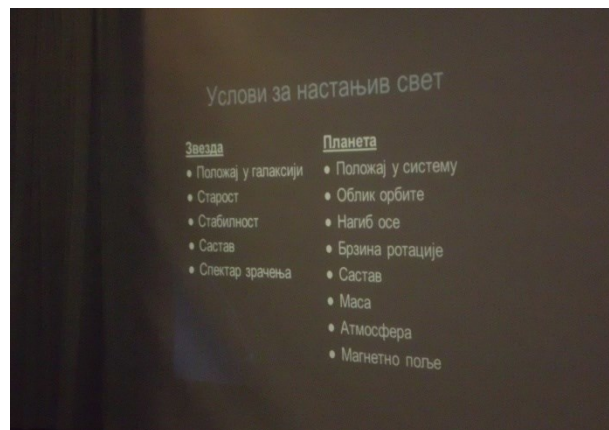 Услови за настањив свет
Звезда
• Положај у галаксији
• Старост
• Стабилност
• Састав
• Спектар зрачења
Планета
• Положај у систему
• Облик орбите
• Нагиб осе
• Брзина ротације
• Састав
• Маса
• Атмосфера
• Магнетно поље